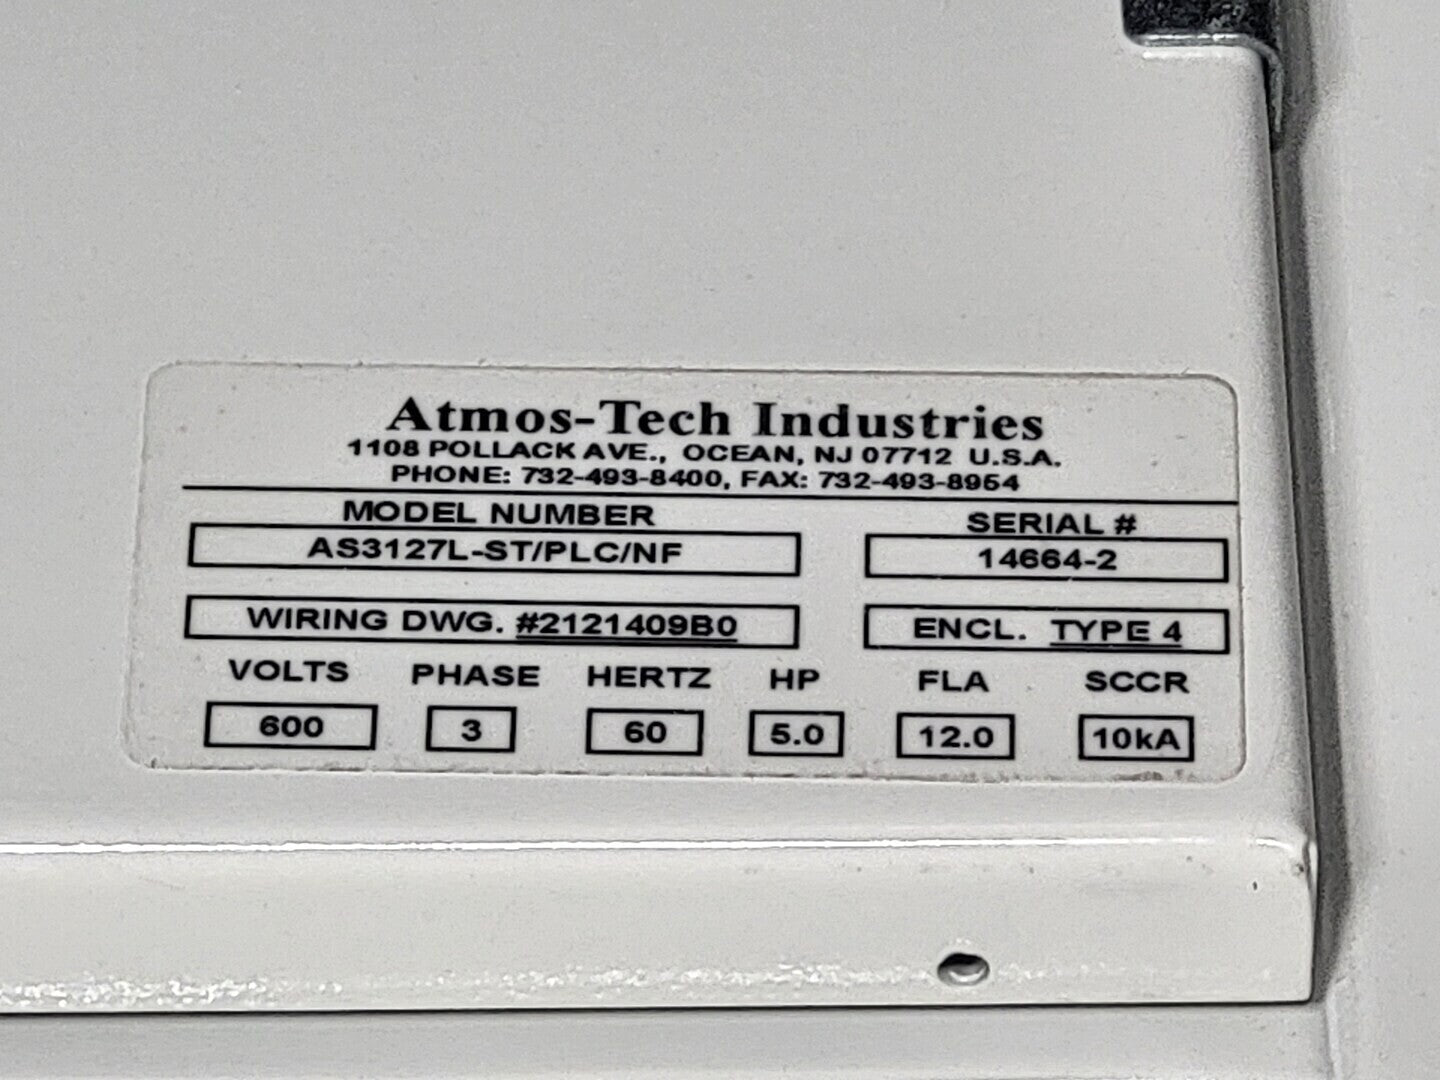 Atmos-Tech Industries
1108 POLLACK AVE., OCEAN, NJ 07712 U.S.A.
PHONE: 732-493-8400, FAX: 732-493-8954
MODEL NUMBER SERIAL #
AS3127L-ST/PLC/NF 14664-2
WIRING DWG. #2121409B0 ENCL. TYPE 4
VOLTS PHASE HERTZ HP FLA SCCR
600 3 60 5.0 12.0 10kA